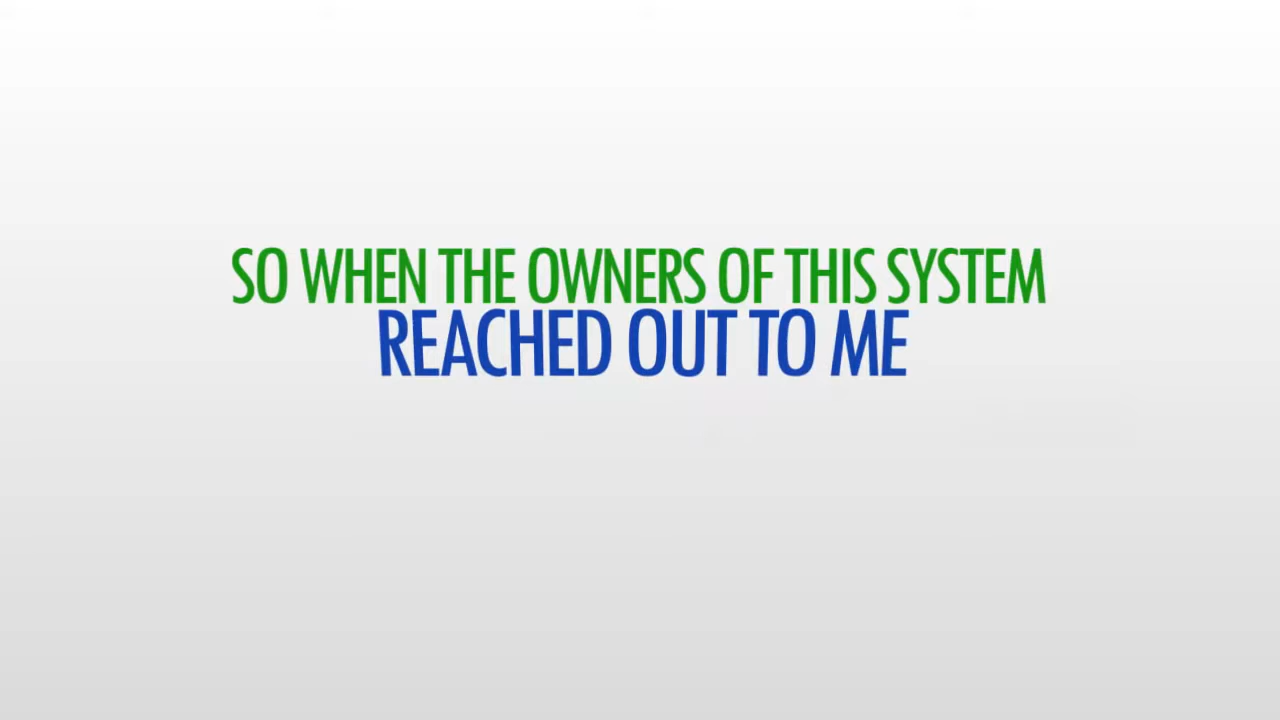 SO WHEN THE OWNERS OF THIS SYSTEM
REACHED OUT TO ME